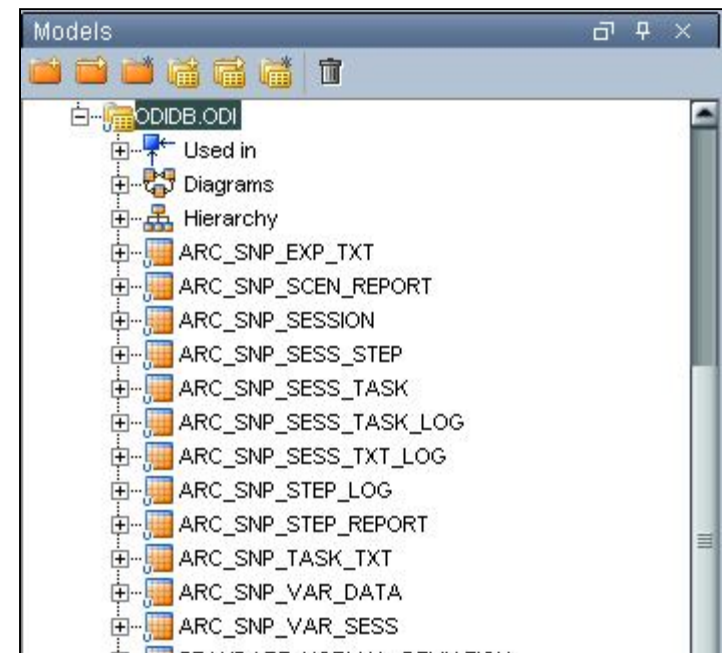 Models
ODIDB.ODI
Used in
Diagrams
Hierarchy
ARC_SNP_EXP_TXT
ARC_SNP_SCEN_REPORT
ARC_SNP_SESSION
ARC_SNP_SESS_STEP
ARC_SNP_SESS_TASK
ARC_SNP_SESS_TASK_LOG
ARC_SNP_SESS_TXT_LOG
ARC_SNP_STEP_LOG
ARC_SNP_STEP_REPORT
ARC_SNP_TASK_TXT
ARC_SNP_VAR_DATA
ARC_SNP_VAR_SESS